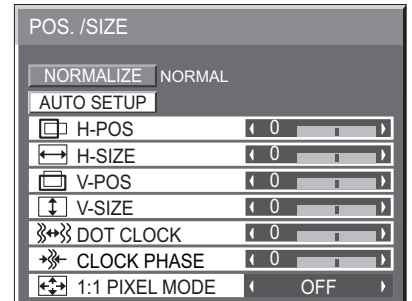 POS. /SIZE
NORMALIZE NORMAL
AUTO SETUP
H-POS 0
H-SIZE 0
V-POS 0
V-SIZE 0
DOT CLOCK 0
CLOCK PHASE 0
1:1 PIXEL MODE OFF